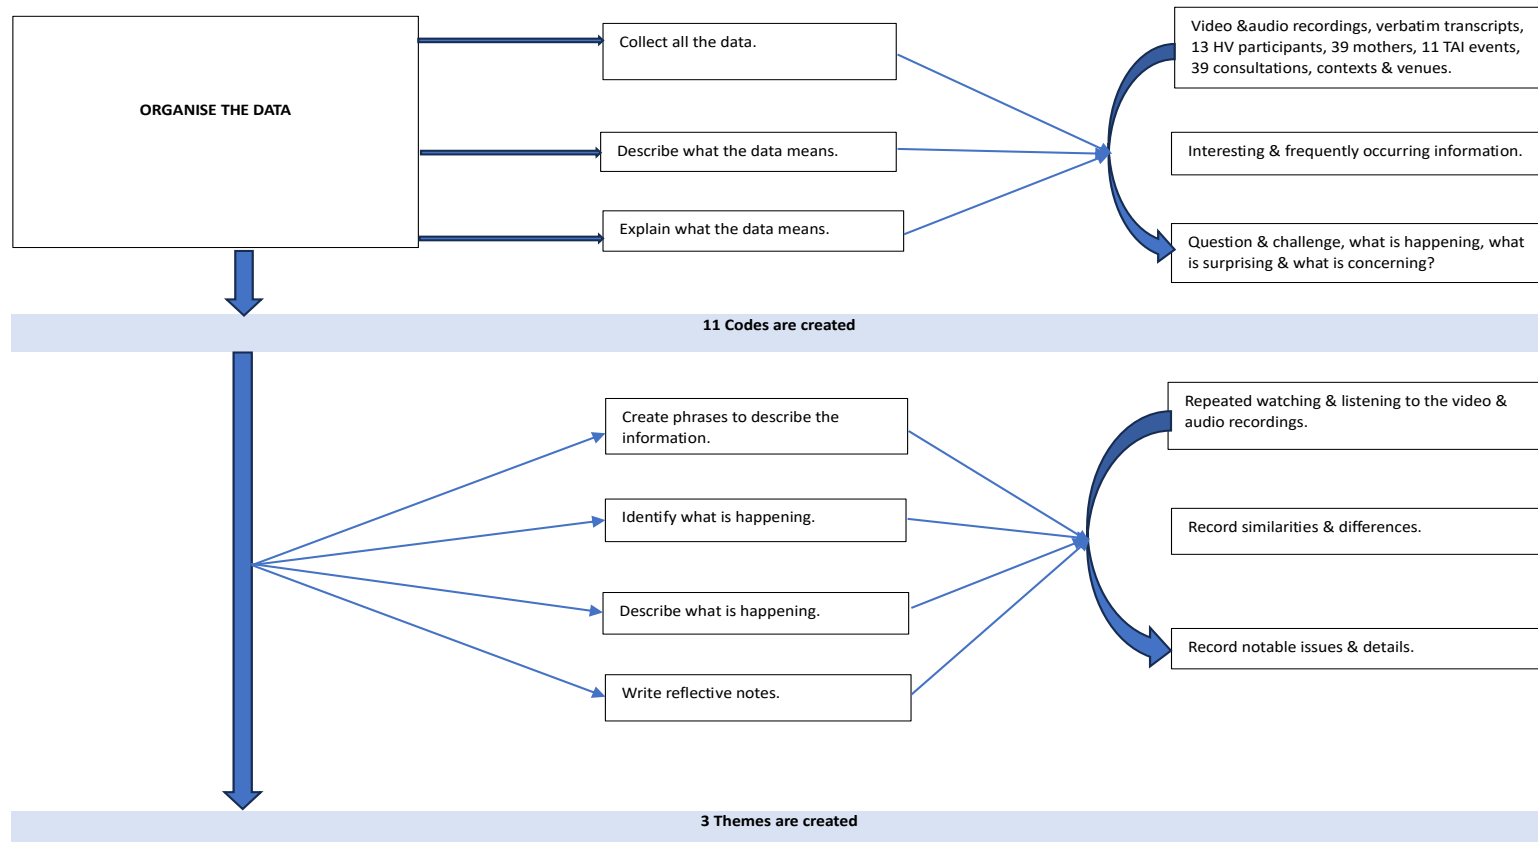 ORGANISE THE DATA
Collect all the data.
Describe what the data means.
Explain what the data means.
Video &audio recordings, verbatim transcripts,
13 HV participants, 39 mothers, 11 TAI events,
39 consultations, contexts & venues.
Interesting & frequently occurring information.
Question & challenge, what is happening, what
is surprising & what is concerning?
11 Codes are created
Create phrases to describe the
information.
Identify what is happening.
Describe what is happening.
Write reflective notes.
Repeated watching & listening to the video &
audio recordings.
Record similarities & differences.
Record notable issues & details.
3 Themes are created